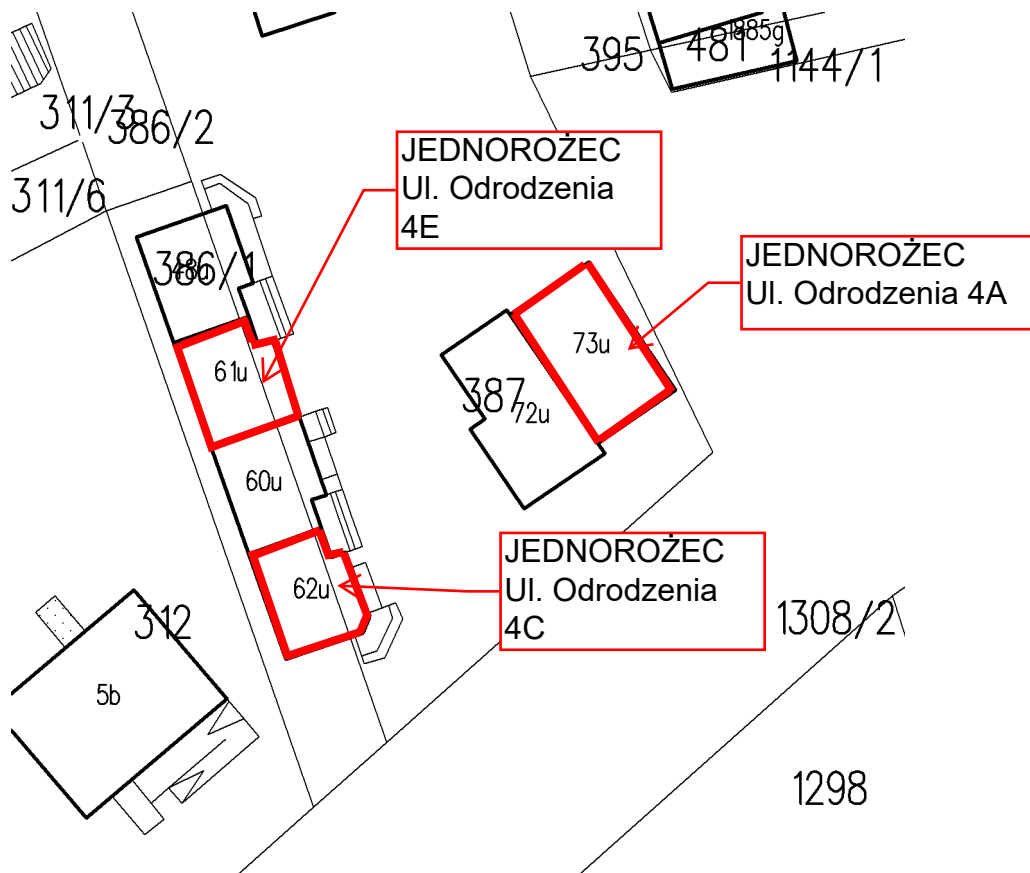 395
481
1885g
1144/1
311/3
386/2
JEDNOROŻEC
Ul. Odrodzenia
4E
311/6
JEDNOROŻEC
Ul. Odrodzenia 4A
386/1
73u
61u
387
72u
60u
JEDNOROŻEC
Ul. Odrodzenia
4C
62u
312
1308/2
5b
1298